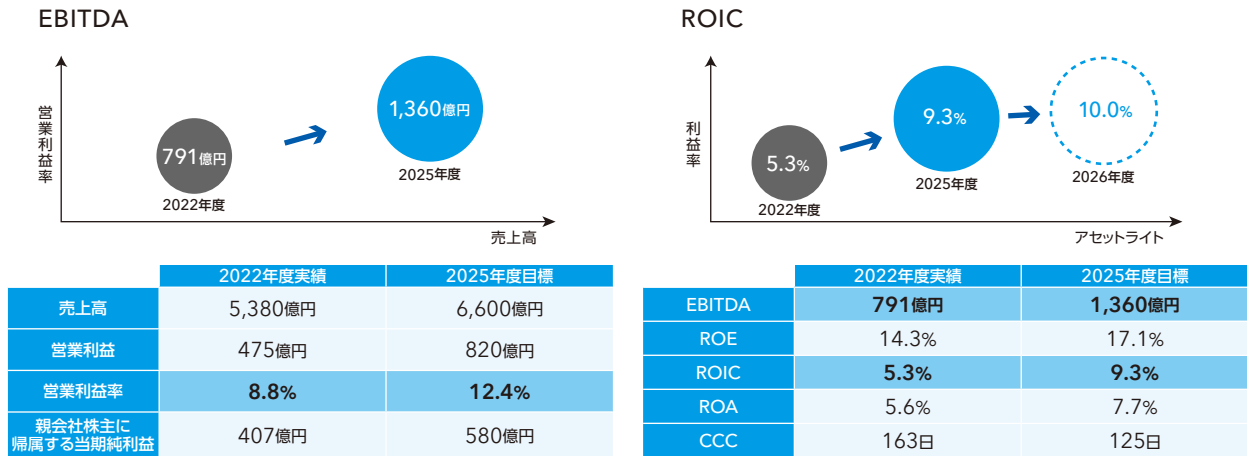 EBITDA
営業利益率
791億円
2022年度
1,360億円
2025年度
売上高
2022年度実績 2025年度目標
売上高 5,380億円 6,600億円
営業利益 475億円 820億円
営業利益率 8.8% 12.4%
親会社株主に
帰属する当期純利益 407億円 580億円
ROIC
利益率
5.3%
2022年度
9.3%
2025年度
10.0%
2026年度
アセットライト
2022年度実績 2025年度目標
EBITDA 791億円 1,360億円
ROE 14.3% 17.1%
ROIC 5.3% 9.3%
ROA 5.6% 7.7%
CCC 163日 125日